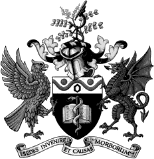 SEDES INVENIRE ET CAUSAS MORBORUM